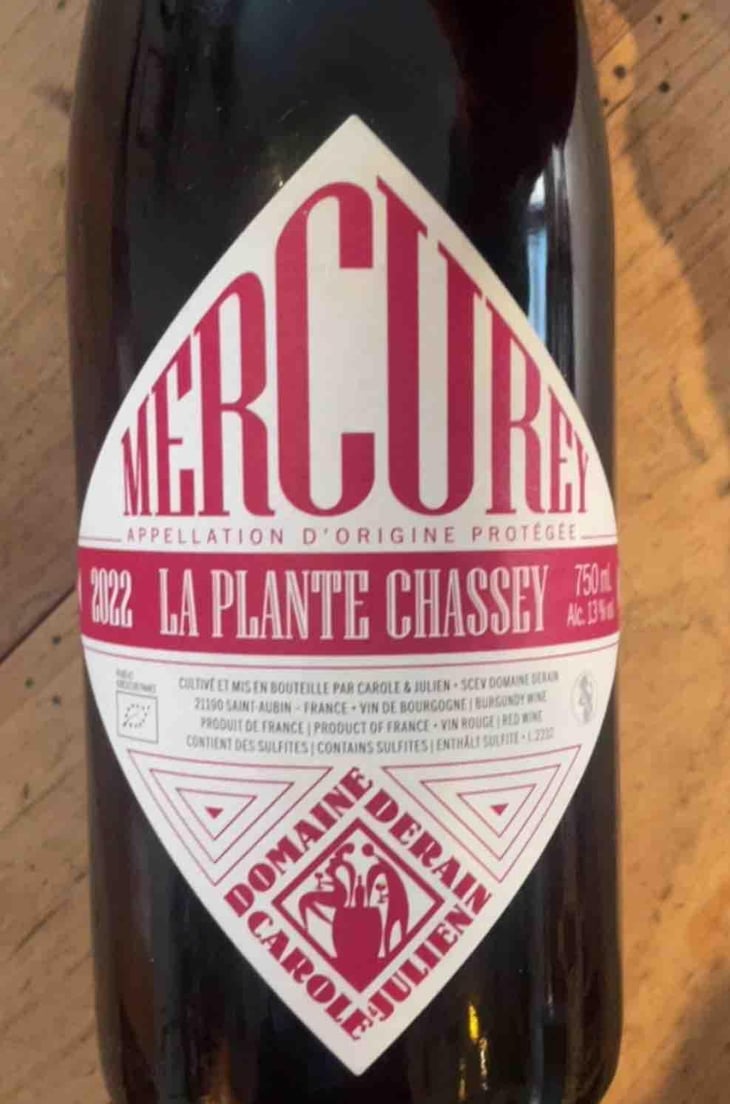 MERCUREY
APPELLATION D'ORIGINE PROTÉGÉE
2022 LA PLANTE CHASSEY 750 ml
Alc. 13 % vol
CULTIVÉ ET MIS EN BOUTEILLE PAR CAROLE & JULIEN • SCEV DOMAINE DERAIN
21190 SAINT-AUBIN - FRANCE • VIN DE BOURGOGNE | BURGUNDY WINE
PRODUIT DE FRANCE | PRODUCT OF FRANCE • VIN ROUGE | RED WINE
CONTIENT DES SULFITES | CONTAINS SULFITES | ENTHÄLT SULFITE •
DOMAINE DERAIN
CAROLE & JULIEN